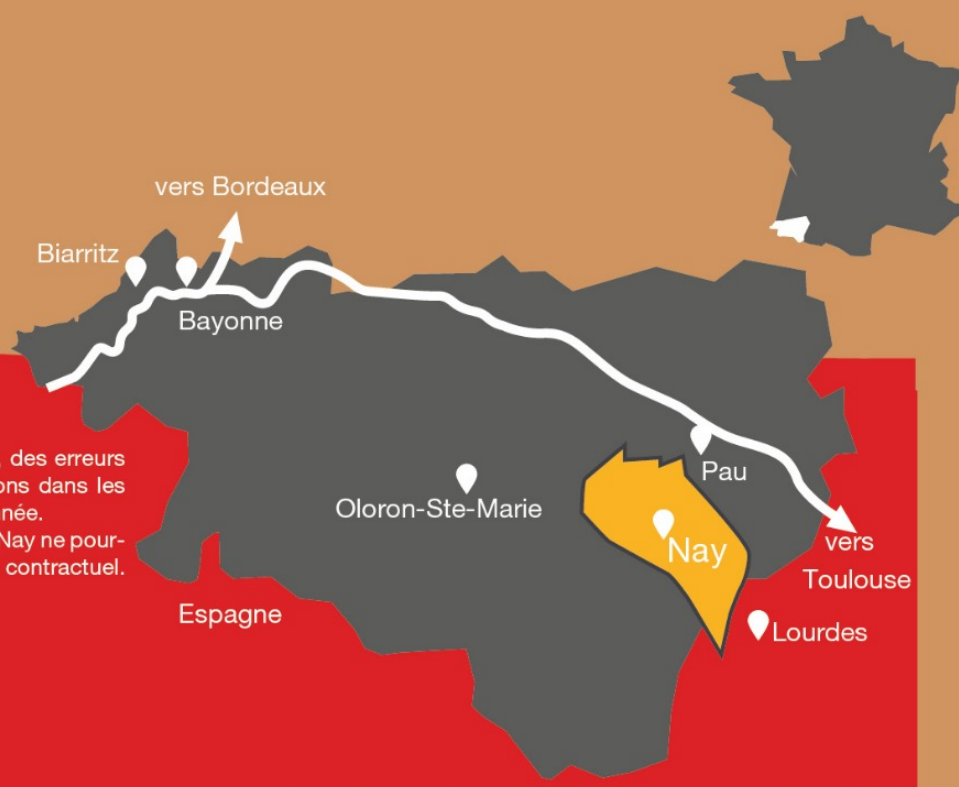 vers Bordeaux
Biarritz
Bayonne
des erreurs
Pau
ons dans les
Oloron-Ste-Marie
née.
Nay
Nay ne pour-
vers
contractuel.
Toulouse
Espagne
Lourdes